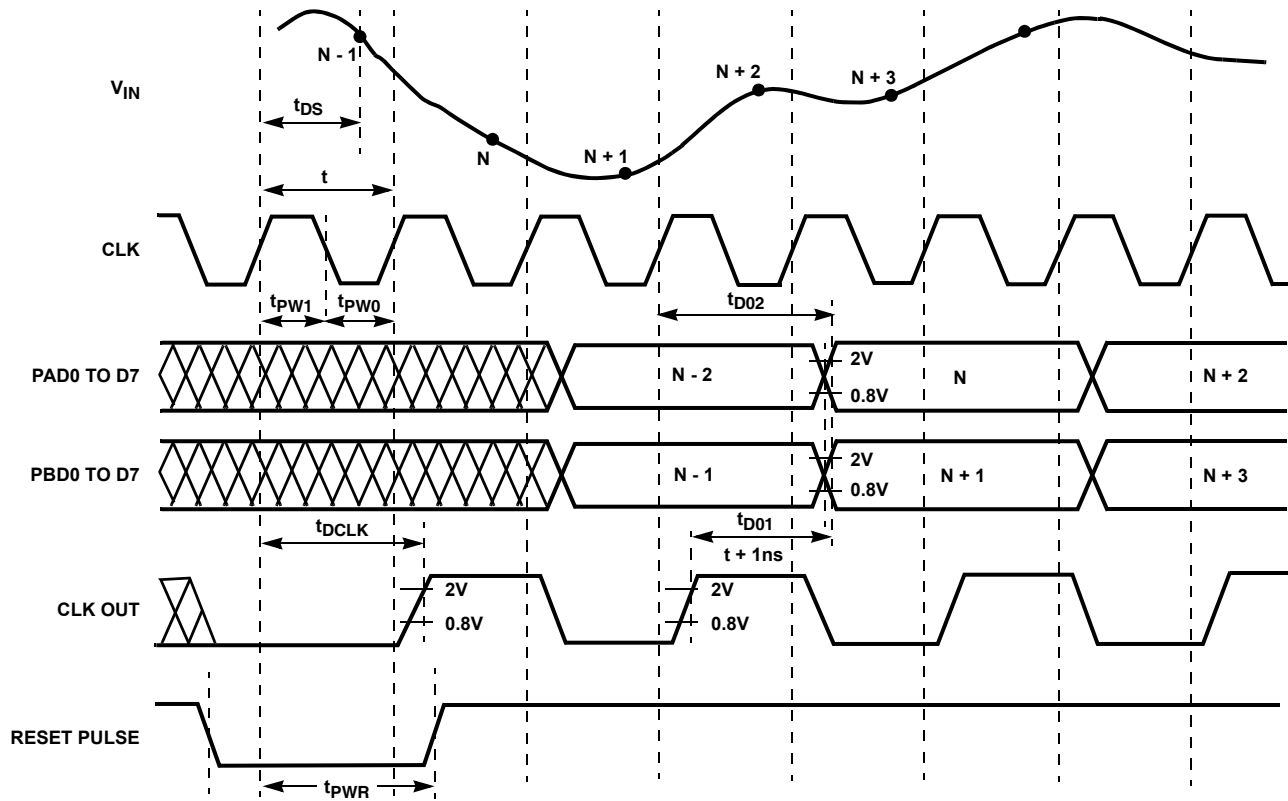 N - 1
N + 2
N + 3
VIN
tDS
N
N + 1
t
CLK
tPW1
tPW0
tD02
PAD0 TO D7
N - 2
2V
0.8V
N
N + 2
PBD0 TO D7
N - 1
2V
0.8V
N + 1
N + 3
tDCLK
tD01
t + 1ns
CLK OUT
2V
0.8V
2V
0.8V
RESET PULSE
tPWR